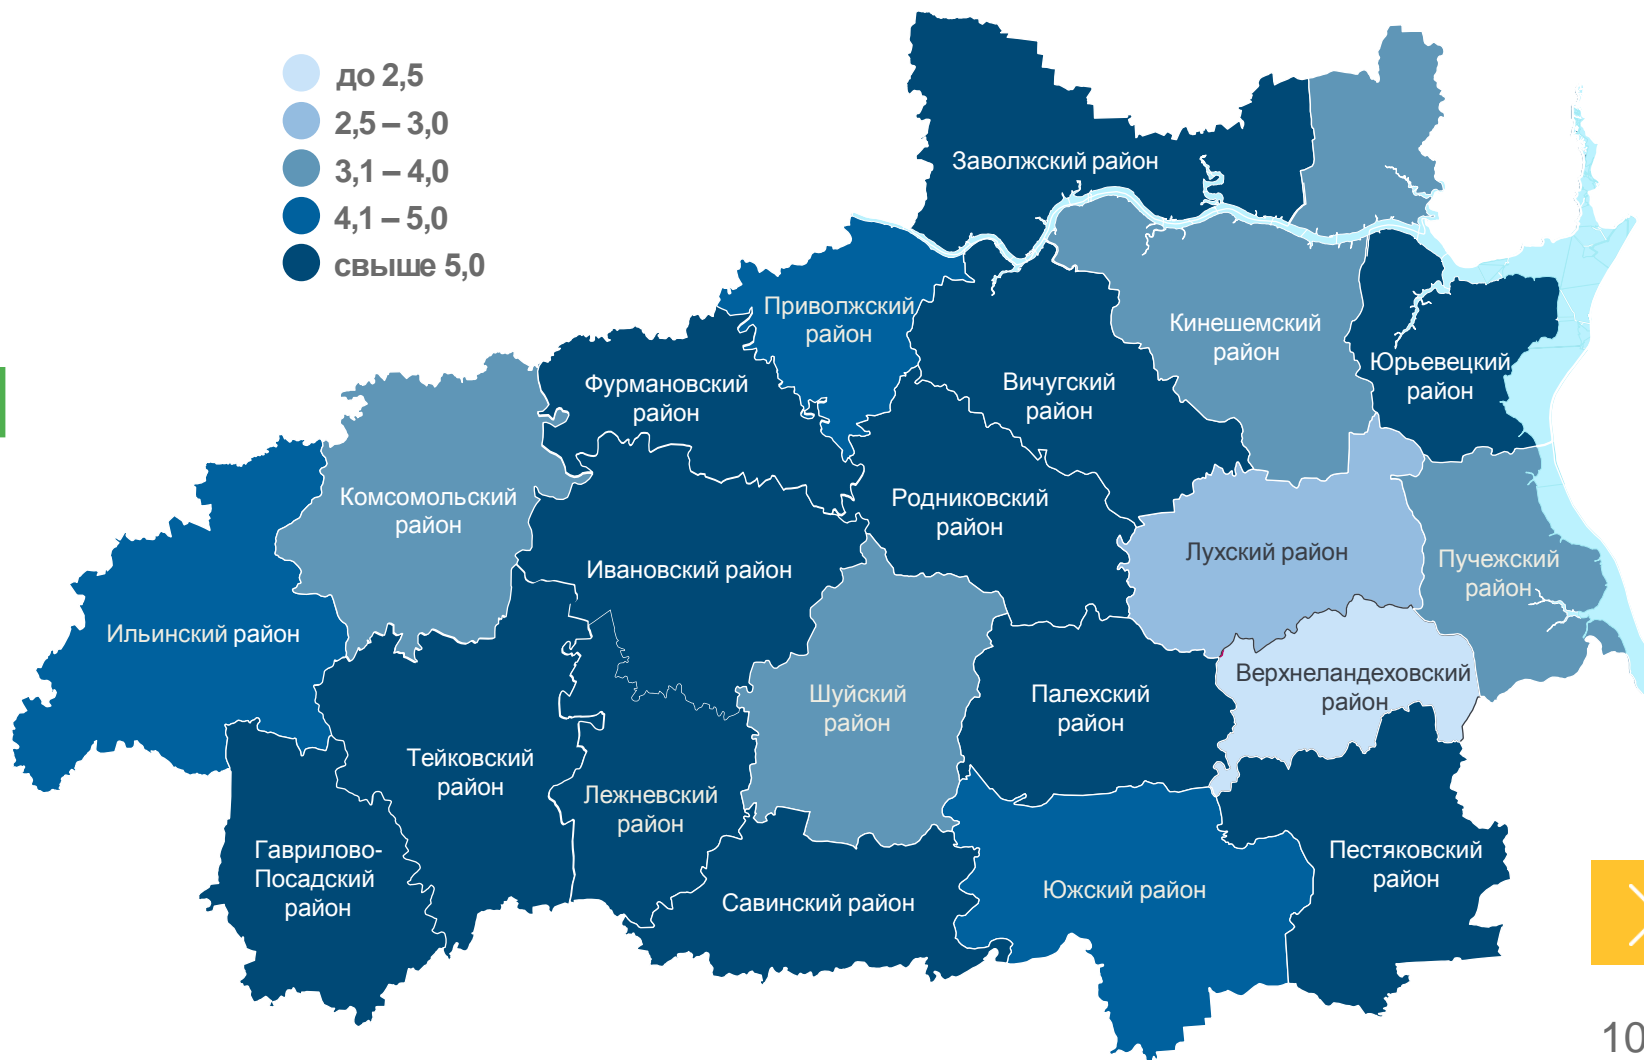 до 2,5
2,5 – 3,0
3,1 – 4,0
4,1 – 5,0
свыше 5,0
Заволжский район
Приволжский
район
Кинешемский
район
Юрьевецкий
район
Фурмановский
район
Вичугский
район
Комсомольский
район
Родниковский
район
Лухский район
Пучежский
район
Ивановский район
Ильинский район
Шуйский
район
Палехский
район
Верхнеландеховский
район
Тейковский
район
Лежневский
район
Гаврилово-
Посадский
район
Савинский район
Южский район
Пестяковский
район
10